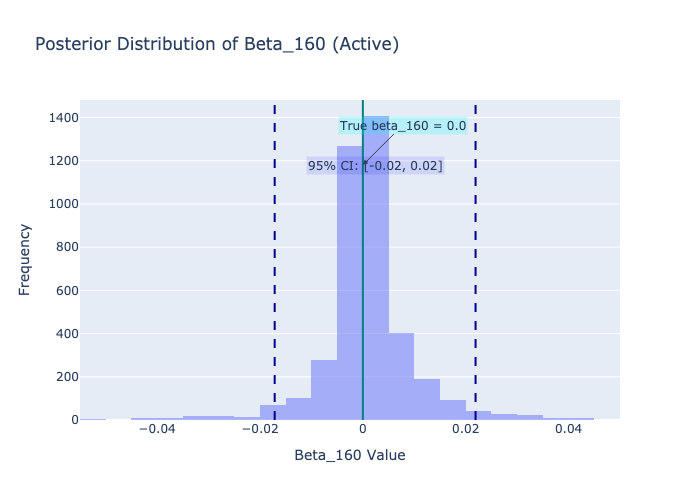 Posterior Distribution of Beta_160 (Active)
1400
1200
1000
800
600
400
200
0
Frequency
True beta_160 = 0.0
95% CI: [-0.02, 0.02]
−0.04
−0.02
0
0.02
0.04
Beta_160 Value